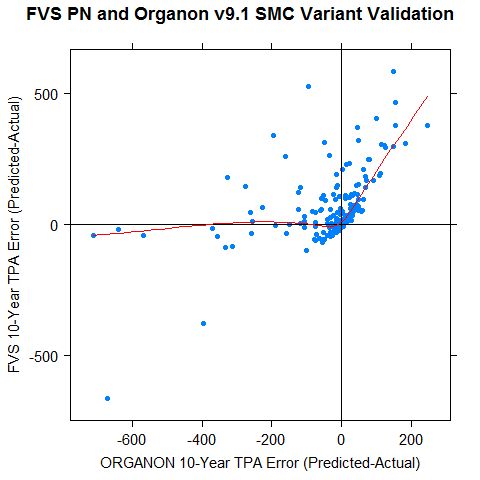 FVS PN and Organon v9.1 SMC Variant Validation
FVS 10-Year TPA Error (Predicted-Actual)
500
0
-500
-600
-400
-200
0
200
ORGANON 10-Year TPA Error (Predicted-Actual)